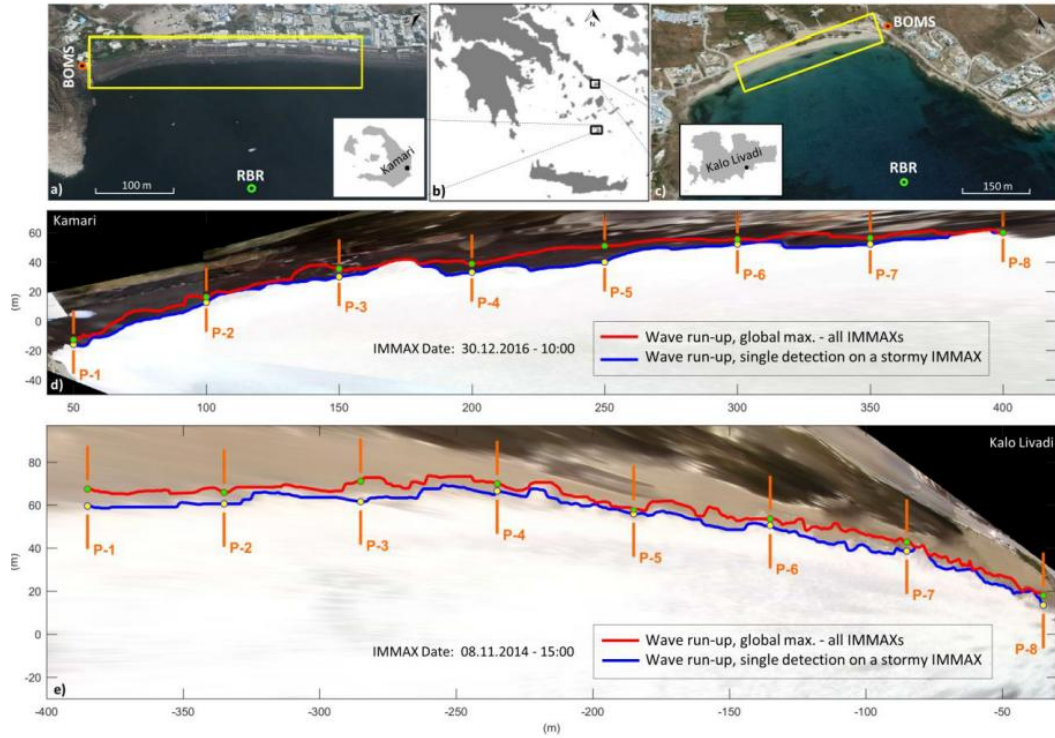 BOMS
RBR
100 m
a)
Kamari
N
b)
BOMS
N
Kalo Livadi
RBR
150 m
c)
Kamari
60
40
20
0
-20
-40
(m)
P-1
P-2
P-3
P-4
P-5
P-6
P-7
P-8
IMMAX Date: 30.12.2016 - 10:00
Wave run-up, global max. - all IMMAXs
Wave run-up, single detection on a stormy IMMAX
d)
50
100
150
200
250
300
350
400
Kalo Livadi
80
60
40
20
0
-20
(m)
P-1
P-2
P-3
P-4
P-5
P-6
P-7
P-8
IMMAX Date: 08.11.2014 - 15:00
Wave run-up, global max. - all IMMAXs
Wave run-up, single detection on a stormy IMMAX
e)
-400
-350
-300
-250
-200
-150
-100
-50
(m)